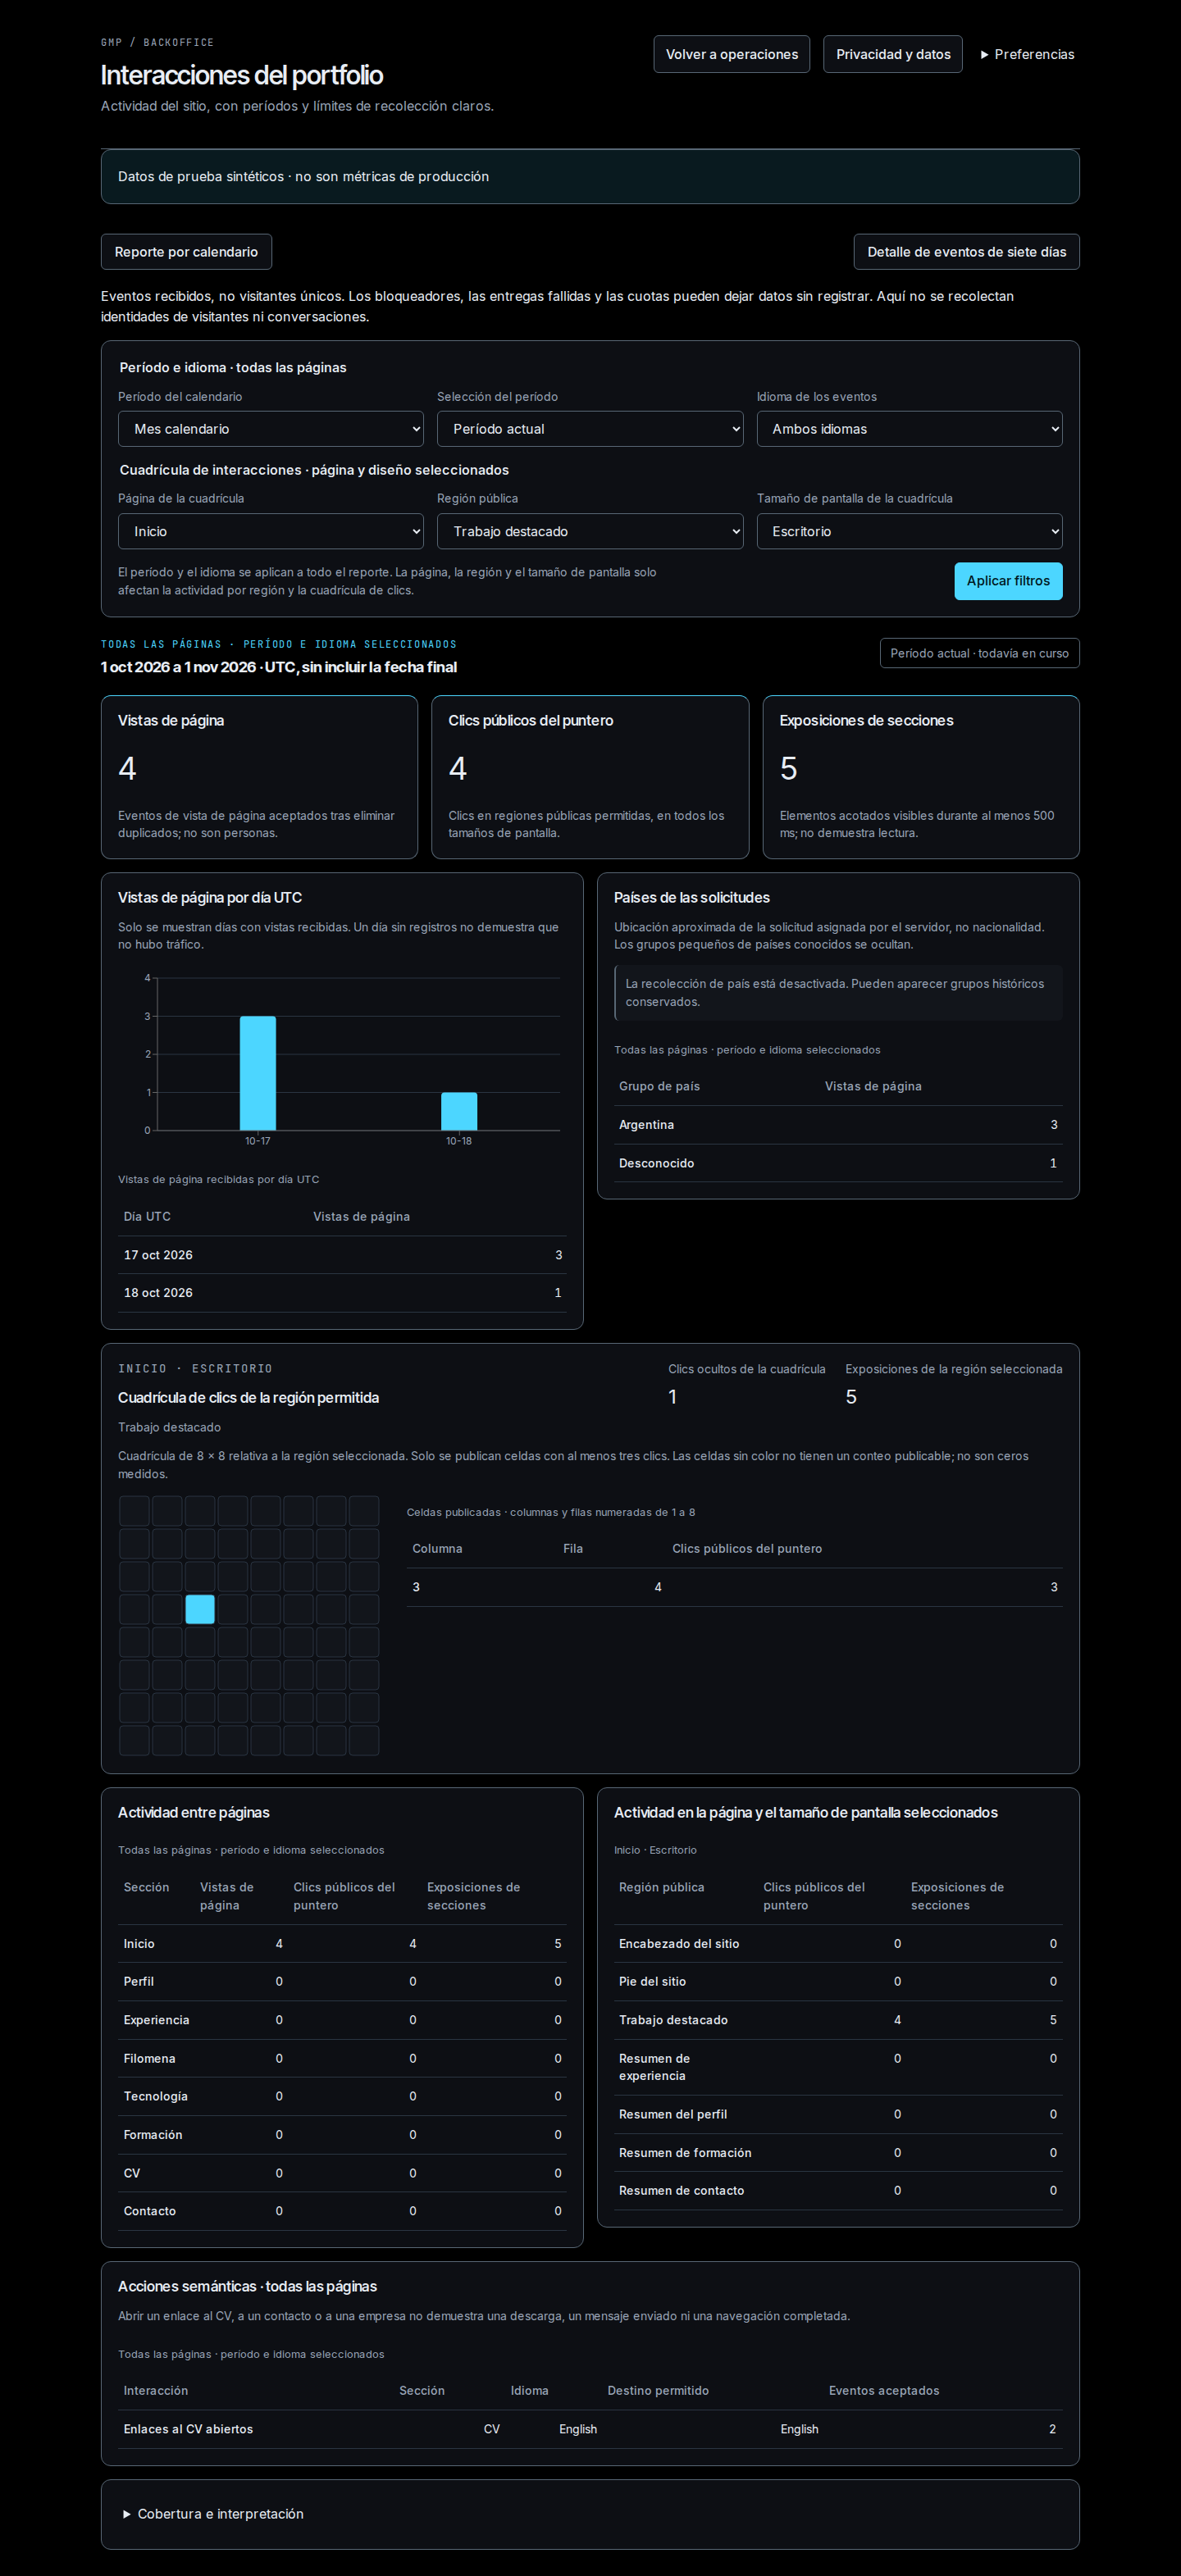 GMP / BACKOFFICE
Interacciones del portfolio
Actividad del sitio, con períodos y límites de recolección claros.
Volver a operaciones
Privacidad y datos
▶ Preferencias
Datos de prueba sintéticos · no son métricas de producción
Reporte por calendario
Detalle de eventos de siete días
Eventos recibidos, no visitantes únicos. Los bloqueadores, las entregas fallidas y las cuotas pueden dejar datos sin registrar. Aquí no se recolectan
identidades de visitantes ni conversaciones.
Período e idioma · todas las páginas
Período del calendario Selección del período Idioma de los eventos
Mes calendario Período actual Ambos idiomas
Cuadrícula de interacciones · página y diseño seleccionados
Página de la cuadrícula Región pública Tamaño de pantalla de la cuadrícula
Inicio Trabajo destacado Escritorio
El período y el idioma se aplican a todo el reporte. La página, la región y el tamaño de pantalla solo
afectan la actividad por región y la cuadrícula de clics.
Aplicar filtros
TODAS LAS PÁGINAS · PERÍODO E IDIOMA SELECCIONADOS
1 oct 2026 a 1 nov 2026 · UTC, sin incluir la fecha final
Período actual · todavía en curso
Vistas de página
4
Eventos de vista de página aceptados tras eliminar
duplicados; no son personas.
Clics públicos del puntero
4
Clics en regiones públicas permitidas, en todos los
tamaños de pantalla.
Exposiciones de secciones
5
Elementos acotados visibles durante al menos 500
ms; no demuestra lectura.
Vistas de página por día UTC
Solo se muestran días con vistas recibidas. Un día sin registros no demuestra que
no hubo tráfico.
4
3
2
1
0
10-17 10-18
Vistas de página recibidas por día UTC
Día UTC Vistas de página
17 oct 2026 3
18 oct 2026 1
Países de las solicitudes
Ubicación aproximada de la solicitud asignada por el servidor, no nacionalidad.
Los grupos pequeños de países conocidos se ocultan.
La recolección de país está desactivada. Pueden aparecer grupos históricos
conservados.
Todas las páginas · período e idioma seleccionados
Grupo de país Vistas de página
Argentina 3
Desconocido 1
INICIO · ESCRITORIO
Cuadrícula de clics de la región permitida
Trabajo destacado
Clics ocultos de la cuadrícula
1
Exposiciones de la región seleccionada
5
Cuadrícula de 8 × 8 relativa a la región seleccionada. Solo se publican celdas con al menos tres clics. Las celdas sin color no tienen un conteo publicable; no son ceros
medidos.
Celdas publicadas · columnas y filas numeradas de 1 a 8
Columna Fila Clics públicos del puntero
3 4 3
Actividad entre páginas
Todas las páginas · período e idioma seleccionados
Sección Vistas de página Clics públicos del puntero Exposiciones de secciones
Inicio 4 4 5
Perfil 0 0 0
Experiencia 0 0 0
Filomena 0 0 0
Tecnología 0 0 0
Formación 0 0 0
CV 0 0 0
Contacto 0 0 0
Actividad en la página y el tamaño de pantalla seleccionados
Inicio · Escritorio
Región pública Clics públicos del puntero Exposiciones de secciones
Encabezado del sitio 0 0
Pie del sitio 0 0
Trabajo destacado 4 5
Resumen de experiencia 0 0
Resumen del perfil 0 0
Resumen de formación 0 0
Resumen de contacto 0 0
Acciones semánticas · todas las páginas
Abrir un enlace al CV, a un contacto o a una empresa no demuestra una descarga, un mensaje enviado ni una navegación completada.
Todas las páginas · período e idioma seleccionados
Interacción Sección Idioma Destino permitido Eventos aceptados
Enlaces al CV abiertos CV English English 2
▶ Cobertura e interpretación